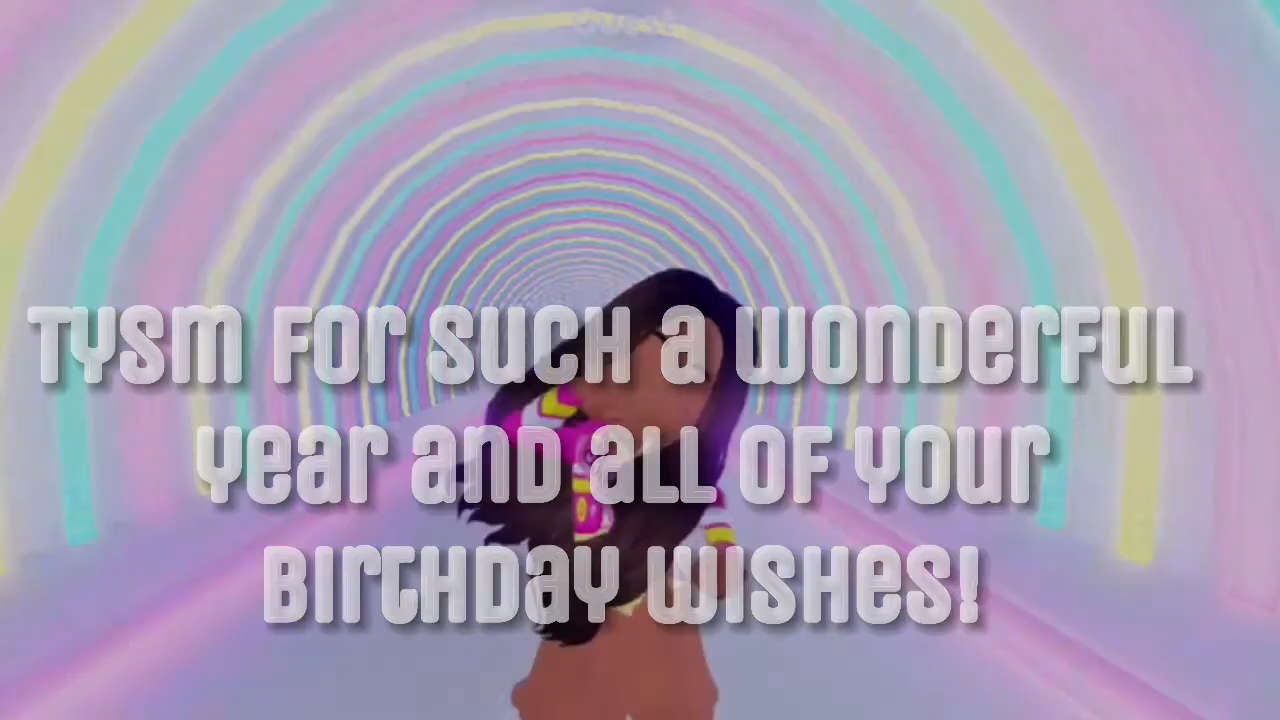 TYSM FOR SUCH A WONDERFUL
YEAR AND ALL OF YOUR
BIRTHDAY WISHES!